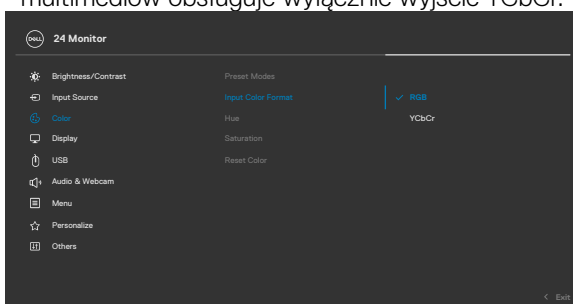 multimediów obsługuje wyłącznie wyjście YCbCr.
DELL 24 Monitor
Brightness/Contrast Preset Modes
Input Source Input Color Format RGB
Color Hue YCbCr
Display Saturation
USB Reset Color
Audio & Webcam
Menu
Personalize
Others
Exit